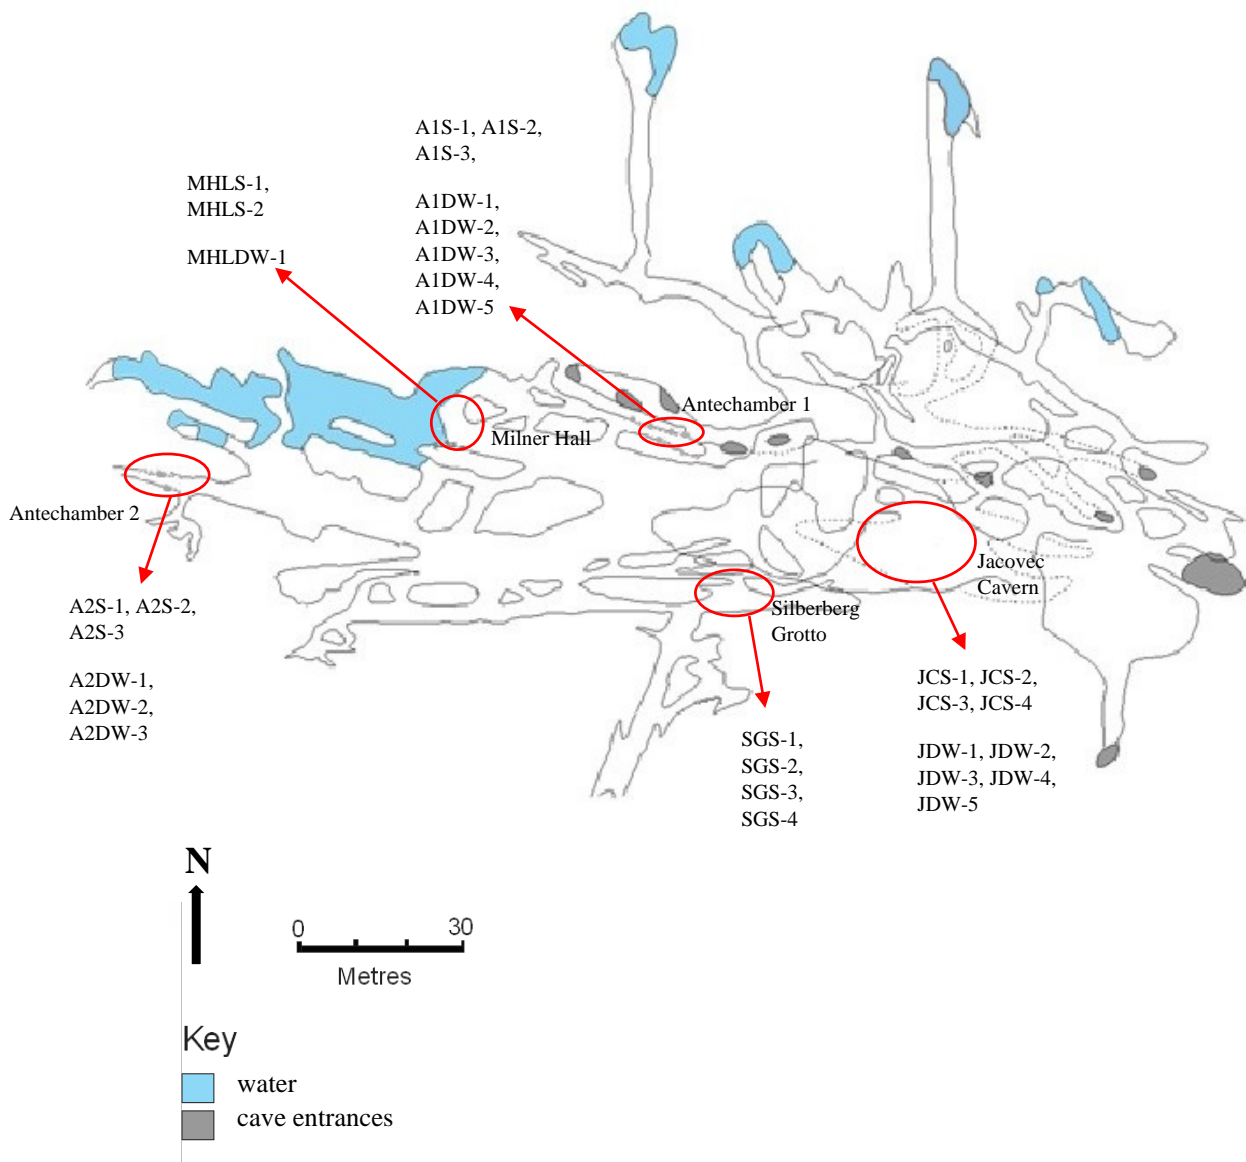 A1S-1, A1S-2,
A1S-3,
A1DW-1,
A1DW-2,
A1DW-3,
A1DW-4,
A1DW-5
MHLS-1,
MHLS-2
MHLDW-1
Antechamber 1
Milner Hall
Antechamber 2
Jacovec
Cavern
Silberberg
Grotto
A2S-1, A2S-2,
A2S-3
A2DW-1,
A2DW-2,
A2DW-3
SGS-1,
SGS-2,
SGS-3,
SGS-4
JCS-1, JCS-2,
JCS-3, JCS-4
JDW-1, JDW-2,
JDW-3, JDW-4,
JDW-5
N
0 30
Metres
Key
water
cave entrances